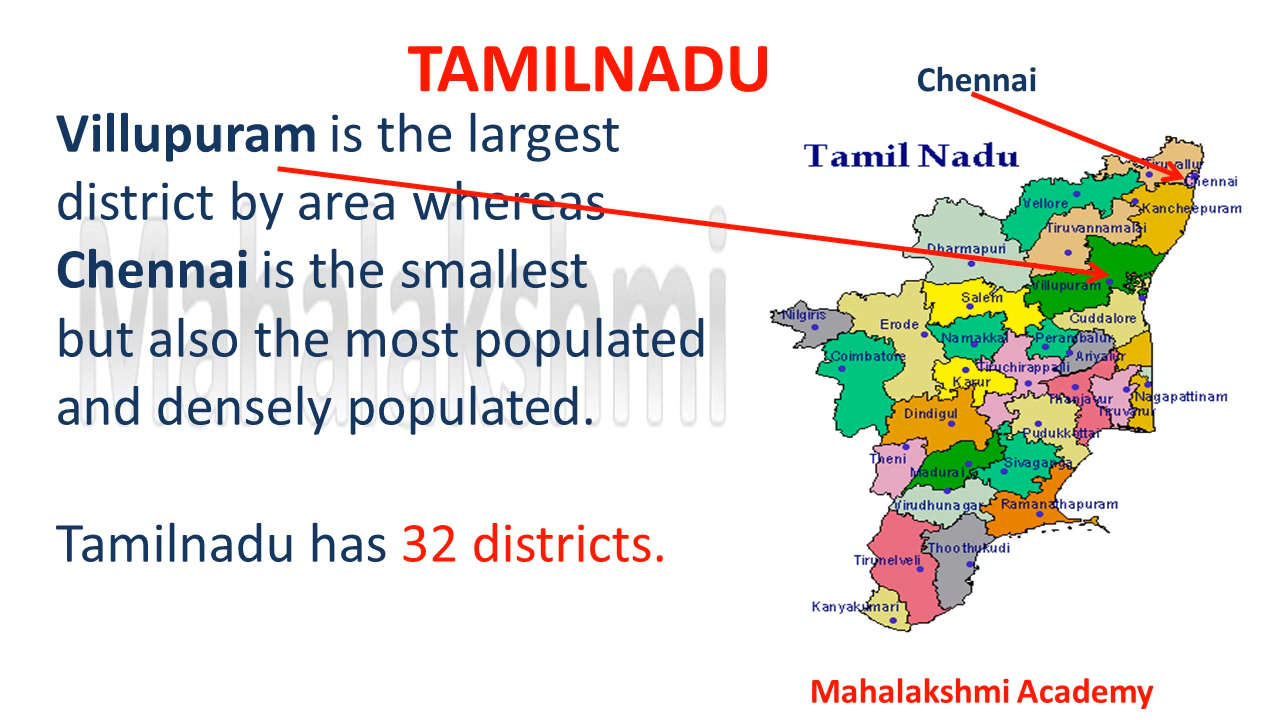 TAMILNADU
Chennai
Villupuram is the largest
district by area whereas
Chennai is the smallest
but also the most populated
and densely populated.
Tamilnadu has 32 districts.
Mahalakshmi
Tamil Nadu
Tiruvallur
Chennai
Kancheepuram
Vellore
Tiruvannamalai
Dharmapuri
Villupuram
Salem
Cuddalore
Nilgiris
Erode
Namakkal
Perambalur
Ariyalur
Coimbatore
Tiruchirappalli
Karur
Nagapattinam
Thanjavur
Tiruvarur
Dindigul
Pudukkottai
Theni
Madurai
Sivaganga
Virudhunagar
Ramanathapuram
Thoothukudi
Tirunelveli
Kanyakumari
Mahalakshmi Academy